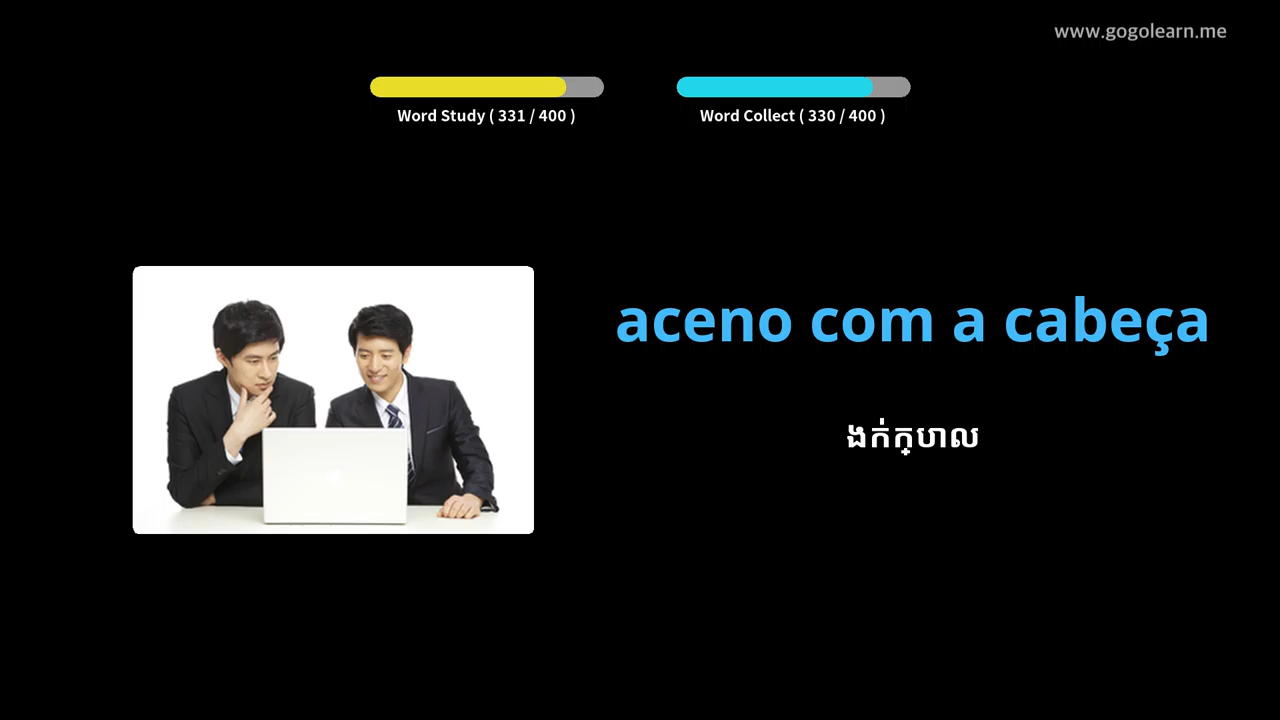 www.gogolearn.me
Word Study ( 331 / 400 )
Word Collect ( 330 / 400 )
aceno com a cabeça
ងក់ក្បាល